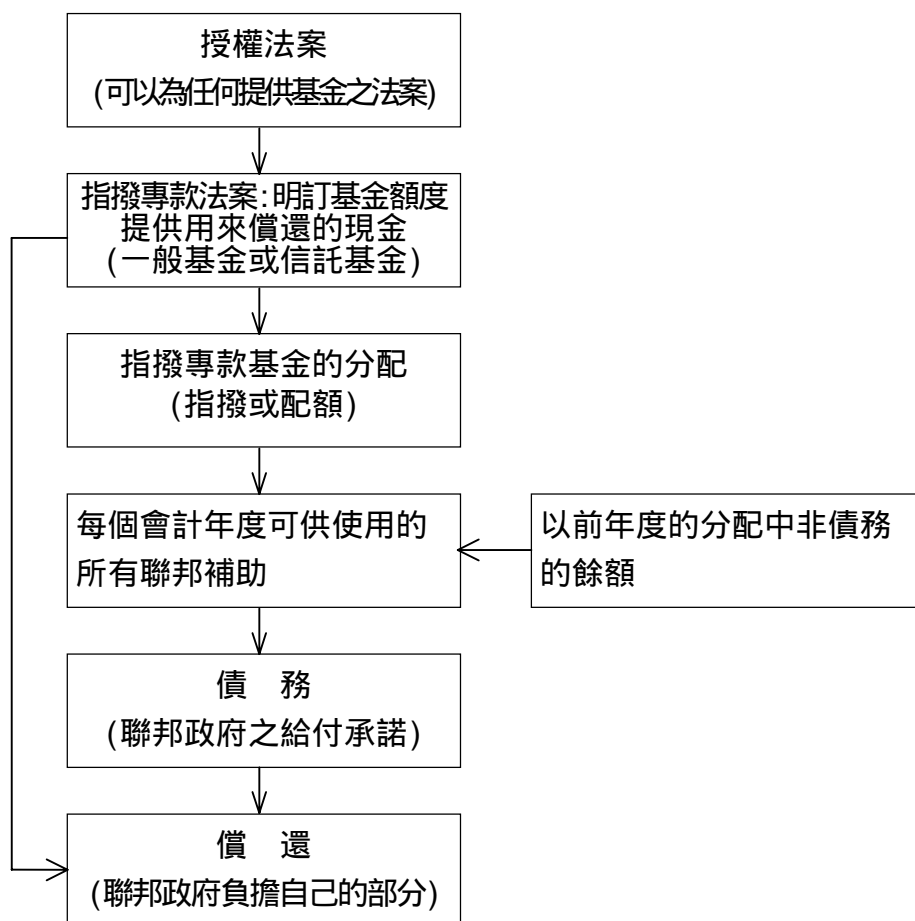 授權法案
(可以為任何提供基金之法案)
指撥專款法案:明訂基金額度
提供用來償還的現金
(一般基金或信託基金)
指撥專款基金的分配
(指撥或配額)
每個會計年度可供使用的
所有聯邦補助
以前年度的分配中非債務
的餘額
債　務
(聯邦政府之給付承諾)
償　還
(聯邦政府負擔自己的部分)